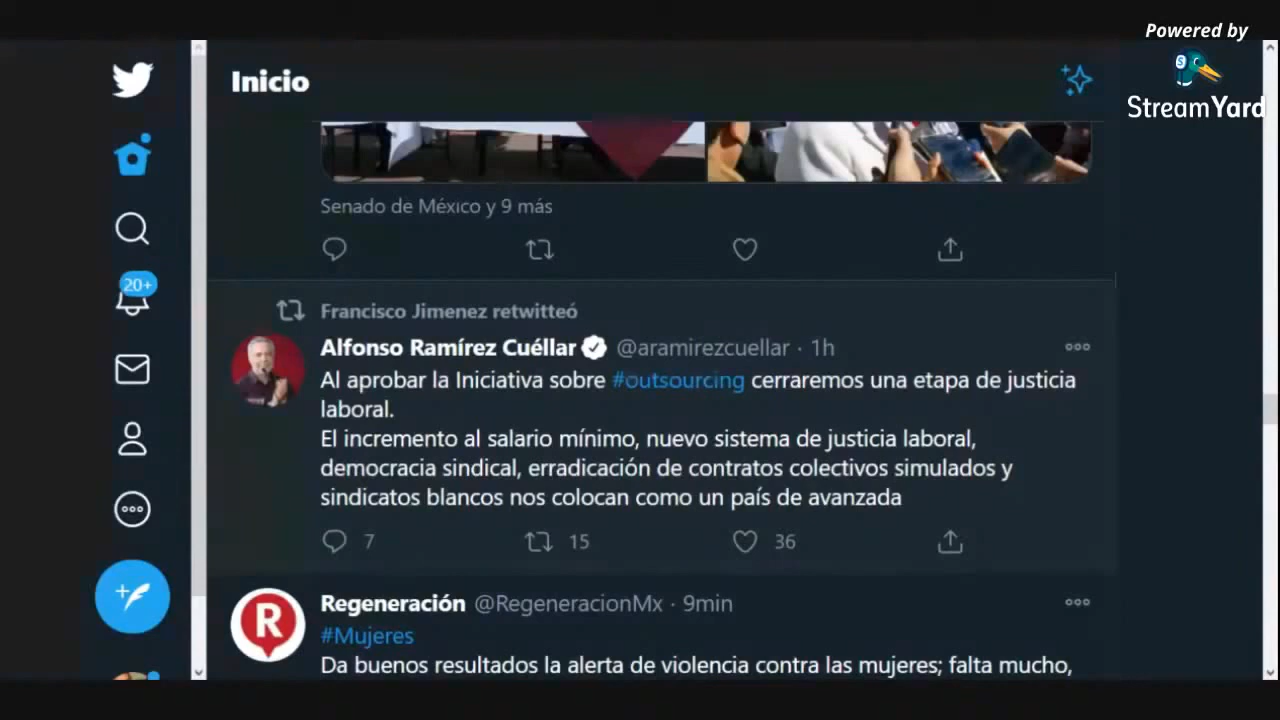 Powered by
StreamYard
Inicio
Senado de México y 9 más
20+
Francisco Jimenez retwitteó
Alfonso Ramírez Cuéllar @aramirezcuellar · 1h
Al aprobar la Iniciativa sobre #outsourcing cerraremos una etapa de justicia
laboral.
El incremento al salario mínimo, nuevo sistema de justicia laboral,
democracia sindical, erradicación de contratos colectivos simulados y
sindicatos blancos nos colocan como un país de avanzada
7 15 36
R
Regeneración @RegeneracionMx · 9min
#Mujeres
Da buenos resultados la alerta de violencia contra las mujeres; falta mucho,